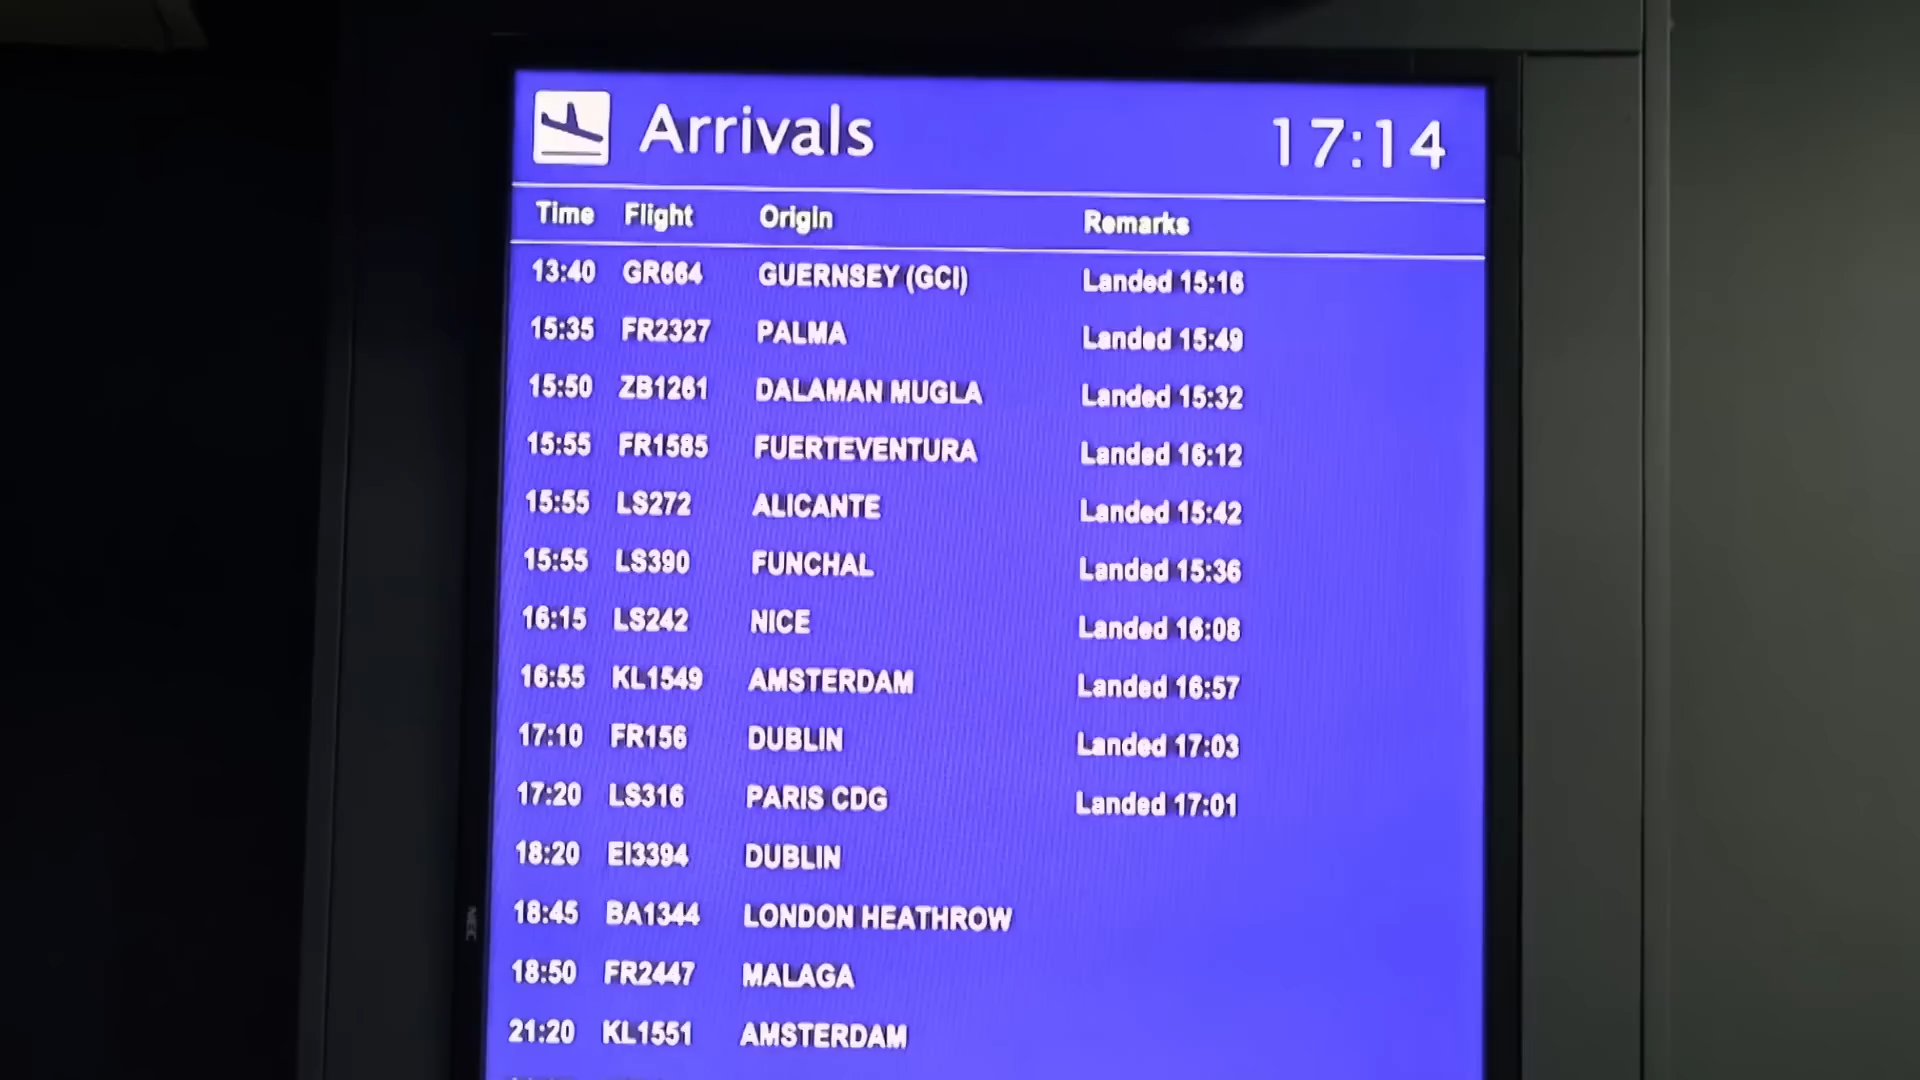 Arrivals 17:14
Time Flight Origin Remarks
13:40 GR664 GUERNSEY (GCI) Landed 15:16
15:35 FR2327 PALMA Landed 15:49
15:50 ZB1261 DALAMAN MUGLA Landed 15:32
15:55 FR1585 FUERTEVENTURA Landed 16:12
15:55 LS272 ALICANTE Landed 15:42
15:55 LS390 FUNCHAL Landed 15:36
16:15 LS242 NICE Landed 16:08
16:55 KL1549 AMSTERDAM Landed 16:57
17:10 FR156 DUBLIN Landed 17:03
17:20 LS316 PARIS CDG Landed 17:01
18:20 EI3394 DUBLIN
18:45 BA1344 LONDON HEATHROW
18:50 FR2447 MALAGA
21:20 KL1551 AMSTERDAM
NEC